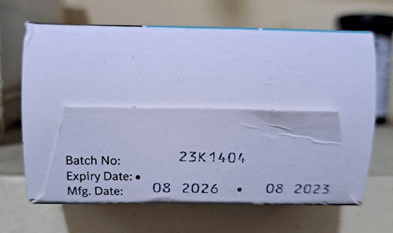 Batch No: 23K1404
Expiry Date: •
Mfg. Date: 08 2026 • 08 2023